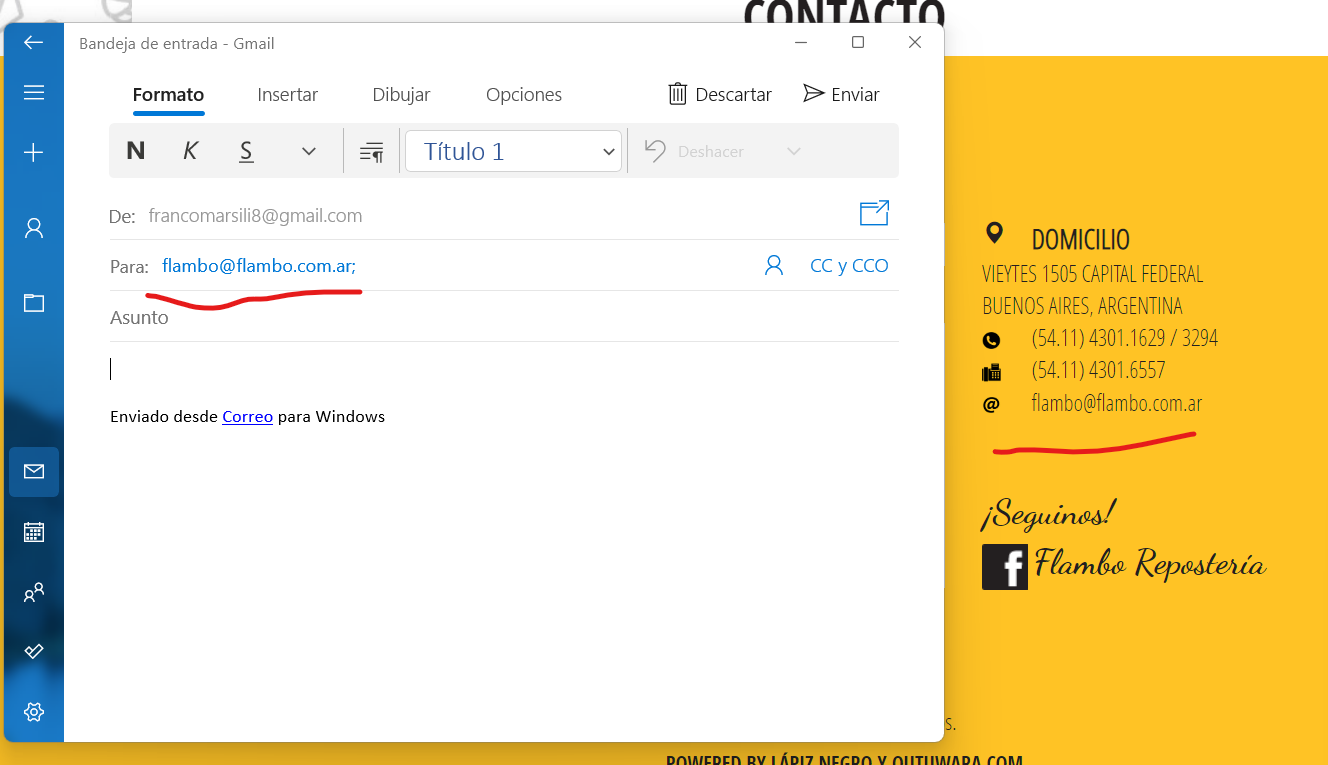 CONTACTO
Bandeja de entrada - Gmail
Formato Insertar Dibujar Opciones Descartar Enviar
N K S Título 1 Deshacer
De: francomarsili8@gmail.com
Para: flambo@flambo.com.ar; CC y CCO
Asunto
Enviado desde Correo para Windows
DOMICILIO
VIEYTES 1505 CAPITAL FEDERAL
BUENOS AIRES, ARGENTINA
(54.11) 4301.1629 / 3294
(54.11) 4301.6557
@ flambo@flambo.com.ar
¡Seguinos!
f Flambo Repostería
s.
POWERED BY LÁPIZ NEGRO Y OUTUWARA.COM